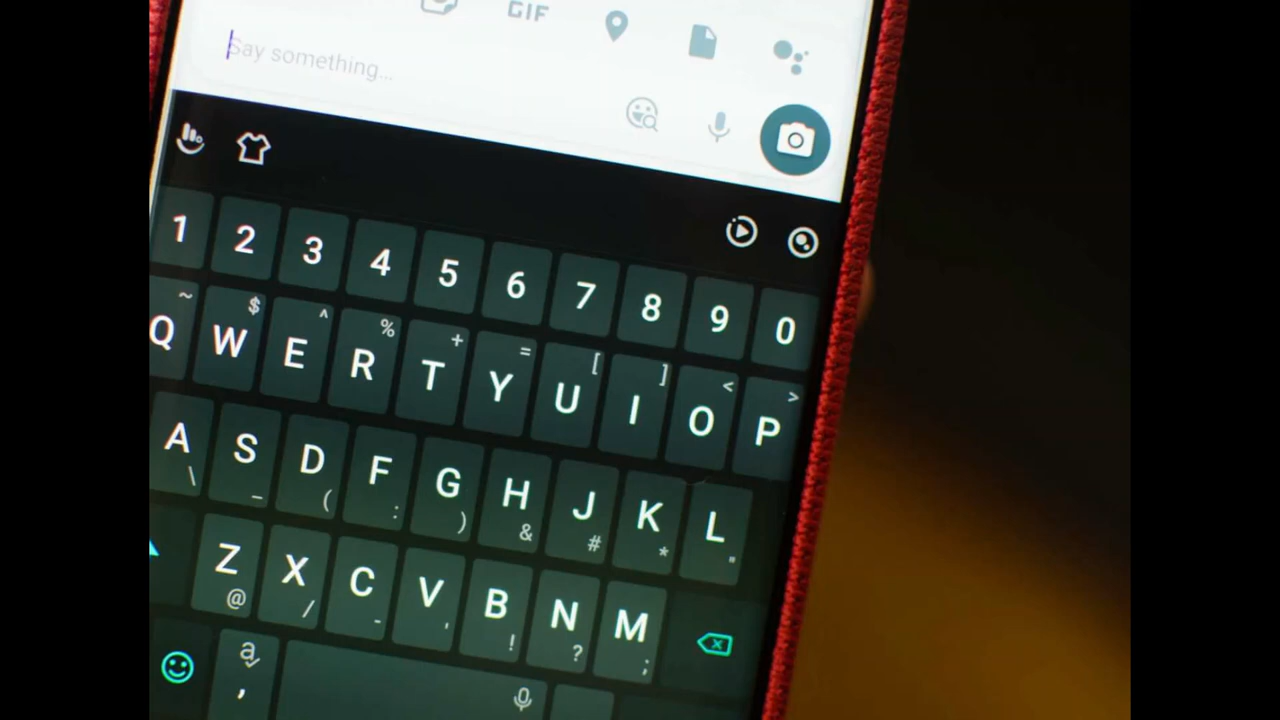 GIF
Say something...
1 2 3 4 5 6 7 8 9 0
~ $ ^ % + = [ ] < >
Q W E R T Y U I O P
A S D F G H J K L
\ _ ( : ) & # * "
Z X C V B N M
@ / - ' ! ? ;
a
,